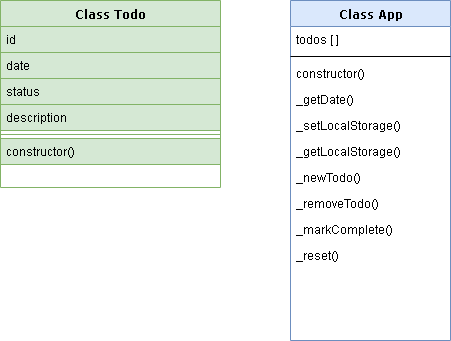 Class Todo
id
date
status
description
constructor()
Class App
todos [ ]
constructor()
_getDate()
_setLocalStorage()
_getLocalStorage()
_newTodo()
_removeTodo()
_markComplete()
_reset()